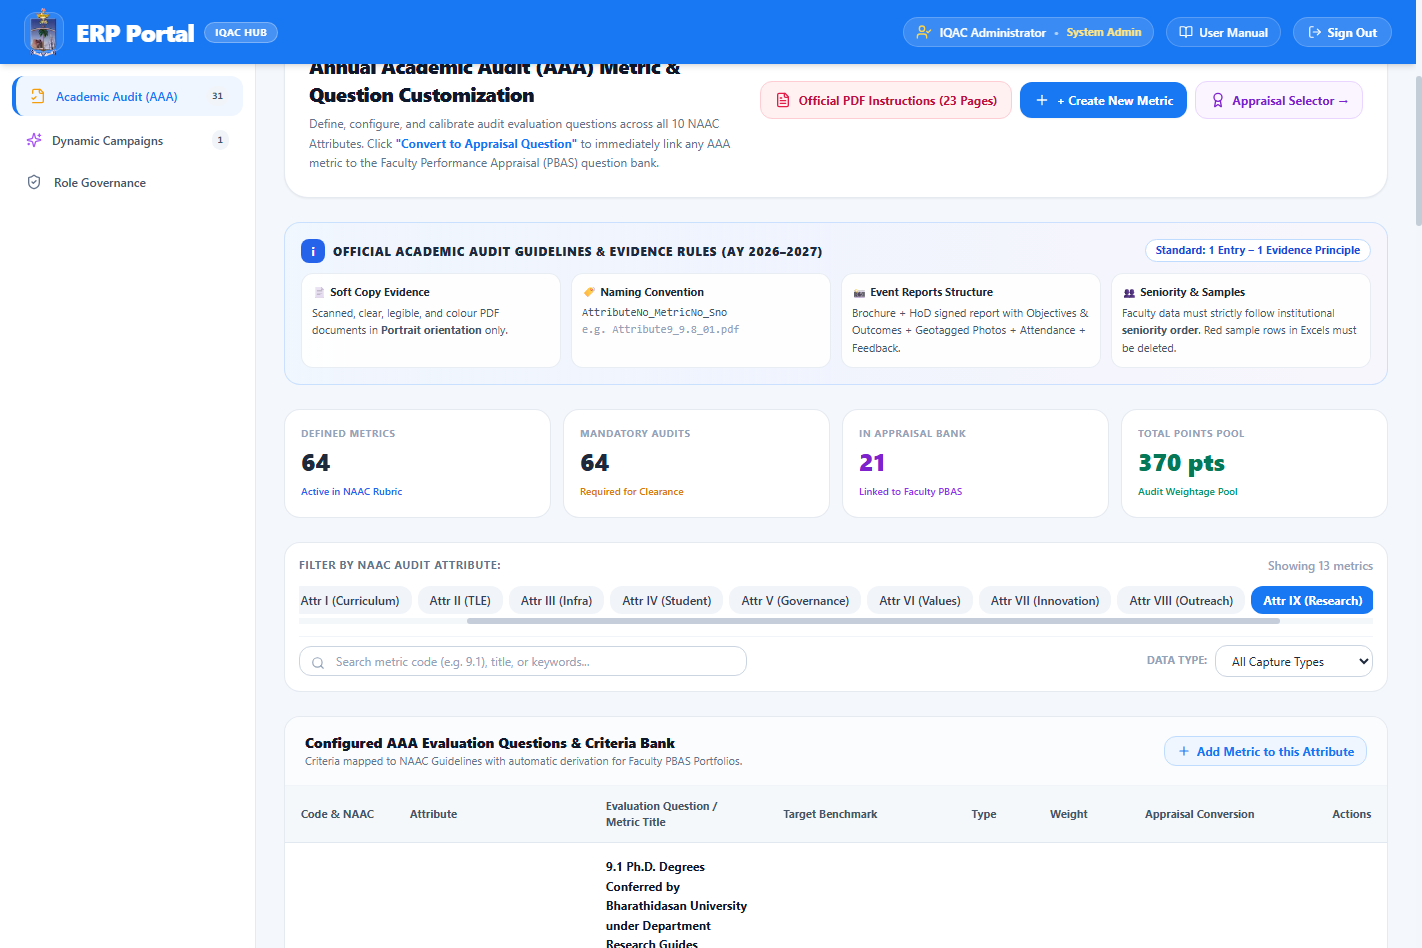 ERP Portal
IQAC HUB
IQAC Administrator • System Admin
User Manual
Sign Out
Academic Audit (AAA)
31
Dynamic Campaigns
1
Role Governance
Annual Academic Audit (AAA) Metric &
Question Customization
Define, configure, and calibrate audit evaluation questions across all 10 NAAC
Attributes. Click "Convert to Appraisal Question" to immediately link any AAA
metric to the Faculty Performance Appraisal (PBAS) question bank.
Official PDF Instructions (23 Pages)
+ Create New Metric
Appraisal Selector →
i
OFFICIAL ACADEMIC AUDIT GUIDELINES & EVIDENCE RULES (AY 2026–2027)
Standard: 1 Entry – 1 Evidence Principle
Soft Copy Evidence
Scanned, clear, legible, and colour PDF
documents in Portrait orientation only.
Naming Convention
AttributeNo_MetricNo_Sno
e.g. Attribute9_9.8_01.pdf
Event Reports Structure
Brochure + HoD signed report with Objectives &
Outcomes + Geotagged Photos + Attendance +
Feedback.
Seniority & Samples
Faculty data must strictly follow institutional
seniority order. Red sample rows in Excels must
be deleted.
DEFINED METRICS
64
Active in NAAC Rubric
MANDATORY AUDITS
64
Required for Clearance
IN APPRAISAL BANK
21
Linked to Faculty PBAS
TOTAL POINTS POOL
370 pts
Audit Weightage Pool
FILTER BY NAAC AUDIT ATTRIBUTE:
Showing 13 metrics
Attr I (Curriculum)
Attr II (TLE)
Attr III (Infra)
Attr IV (Student)
Attr V (Governance)
Attr VI (Values)
Attr VII (Innovation)
Attr VIII (Outreach)
Attr IX (Research)
Search metric code (e.g. 9.1), title, or keywords...
DATA TYPE:
All Capture Types
Configured AAA Evaluation Questions & Criteria Bank
Criteria mapped to NAAC Guidelines with automatic derivation for Faculty PBAS Portfolios.
+ Add Metric to this Attribute
Code & NAAC
Attribute
Evaluation Question /
Metric Title
Target Benchmark
Type
Weight
Appraisal Conversion
Actions
9.1 Ph.D. Degrees
Conferred by
Bharathidasan University
under Department
Research Guides